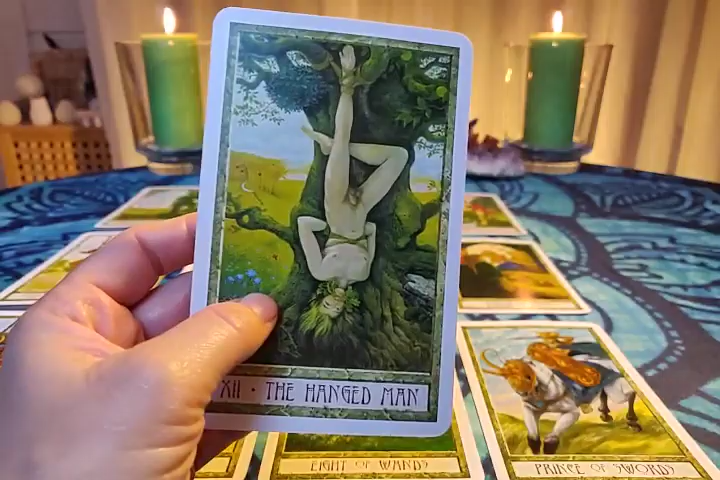 XII · THE HANGED MAN
EIGHT OF WANDS
PRINCE OF SWORDS